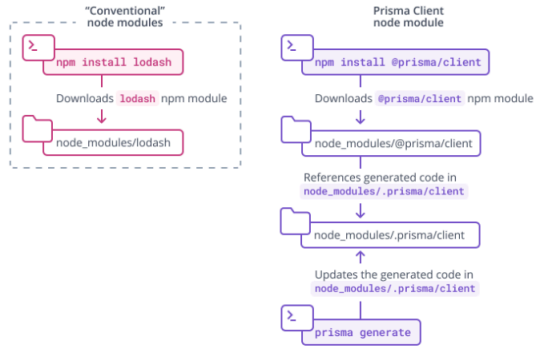 “Conventional”
node modules
npm install lodash
Downloads lodash npm module
node_modules/lodash
Prisma Client
node module
npm install @prisma/client
Downloads @prisma/client npm module
node_modules/@prisma/client
References generated code in
node_modules/.prisma/client
node_modules/.prisma/client
Updates the generated code in
node_modules/.prisma/client
prisma generate